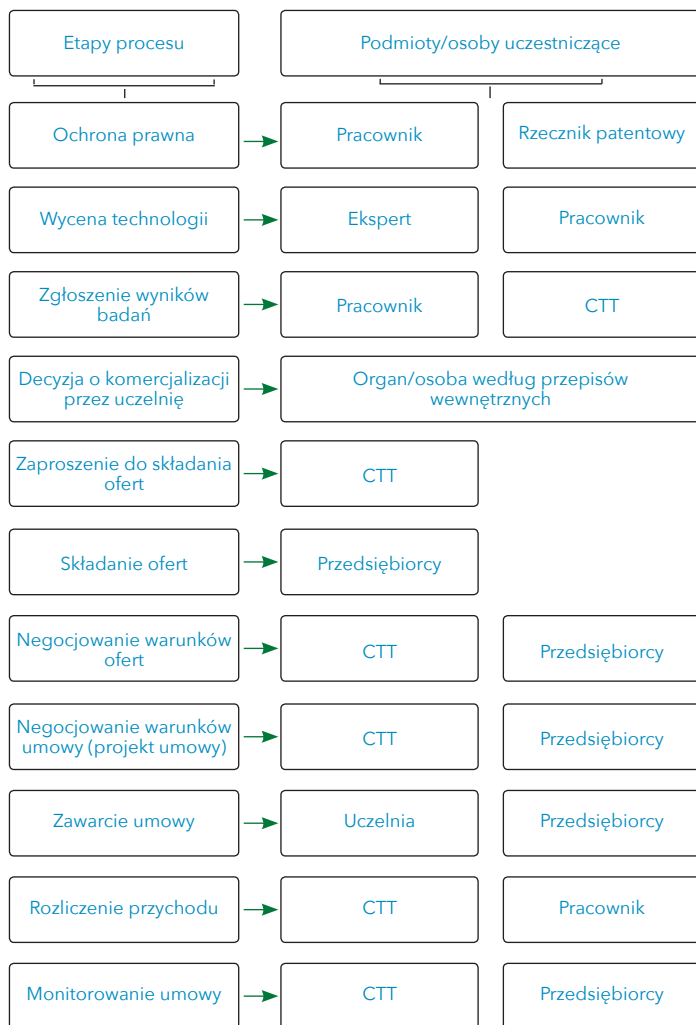 Etapy procesu
Podmioty/osoby uczestniczące
Ochrona prawna
Pracownik
Rzecznik patentowy
Wycena technologii
Ekspert
Pracownik
Zgłoszenie wyników
badań
Pracownik
CTT
Decyzja o komercjalizacji
przez uczelnię
Organ/osoba według przepisów
wewnętrznych
Zaproszenie do składania
ofert
CTT
Składanie ofert
Przedsiębiorcy
Negocjowanie warunków
ofert
CTT
Przedsiębiorcy
Negocjowanie warunków
umowy (projekt umowy)
CTT
Przedsiębiorcy
Zawarcie umowy
Uczelnia
Przedsiębiorcy
Rozliczenie przychodu
CTT
Pracownik
Monitorowanie umowy
CTT
Przedsiębiorcy